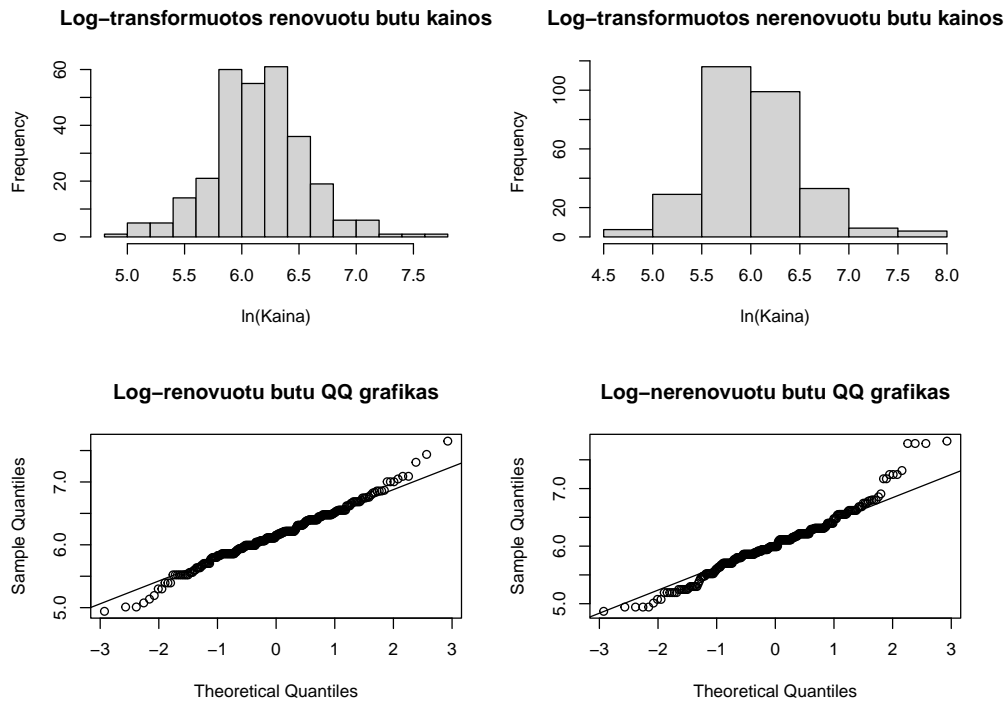 Log−transformuotos renovuotu butu kainos
Frequency
0 20 40 60
5.0 5.5 6.0 6.5 7.0 7.5
ln(Kaina)
Log−transformuotos nerenovuotu butu kainos
Frequency
0 20 60 100
4.5 5.0 5.5 6.0 6.5 7.0 7.5 8.0
ln(Kaina)
Log−renovuotu butu QQ grafikas
Sample Quantiles
5.0 6.0 7.0
−3 −2 −1 0 1 2 3
Theoretical Quantiles
Log−nerenovuotu butu QQ grafikas
Sample Quantiles
5.0 6.0 7.0
−3 −2 −1 0 1 2 3
Theoretical Quantiles